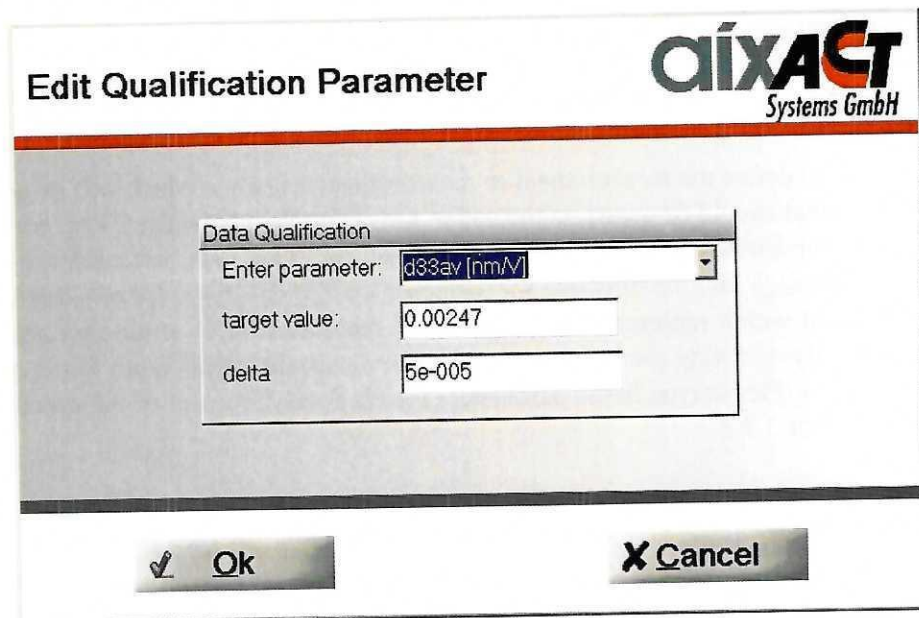 Edit Qualification Parameter
aixACT
Systems GmbH
Data Qualification
Enter parameter: d33av [nm/V]
target value: 0.00247
delta 5e-005
Ok
Cancel